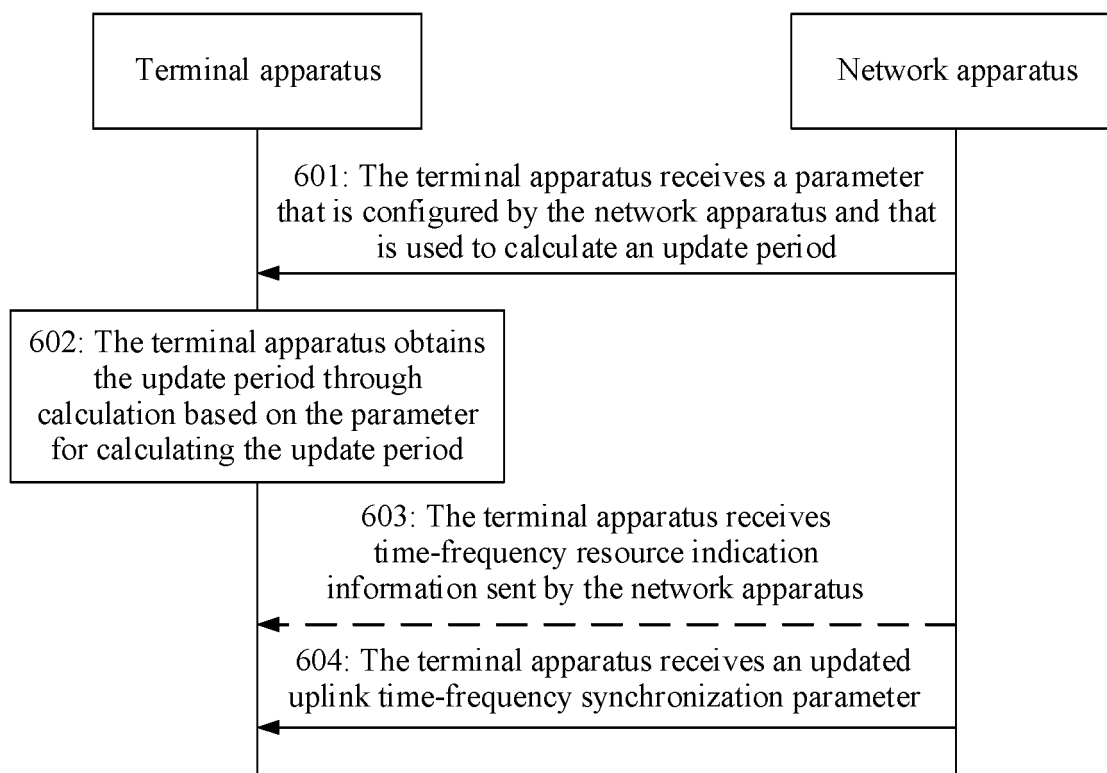 Terminal apparatus
Network apparatus
601: The terminal apparatus receives a parameter
that is configured by the network apparatus and that
is used to calculate an update period
602: The terminal apparatus obtains
the update period through
calculation based on the parameter
for calculating the update period
603: The terminal apparatus receives
time-frequency resource indication
information sent by the network apparatus
604: The terminal apparatus receives an updated
uplink time-frequency synchronization parameter